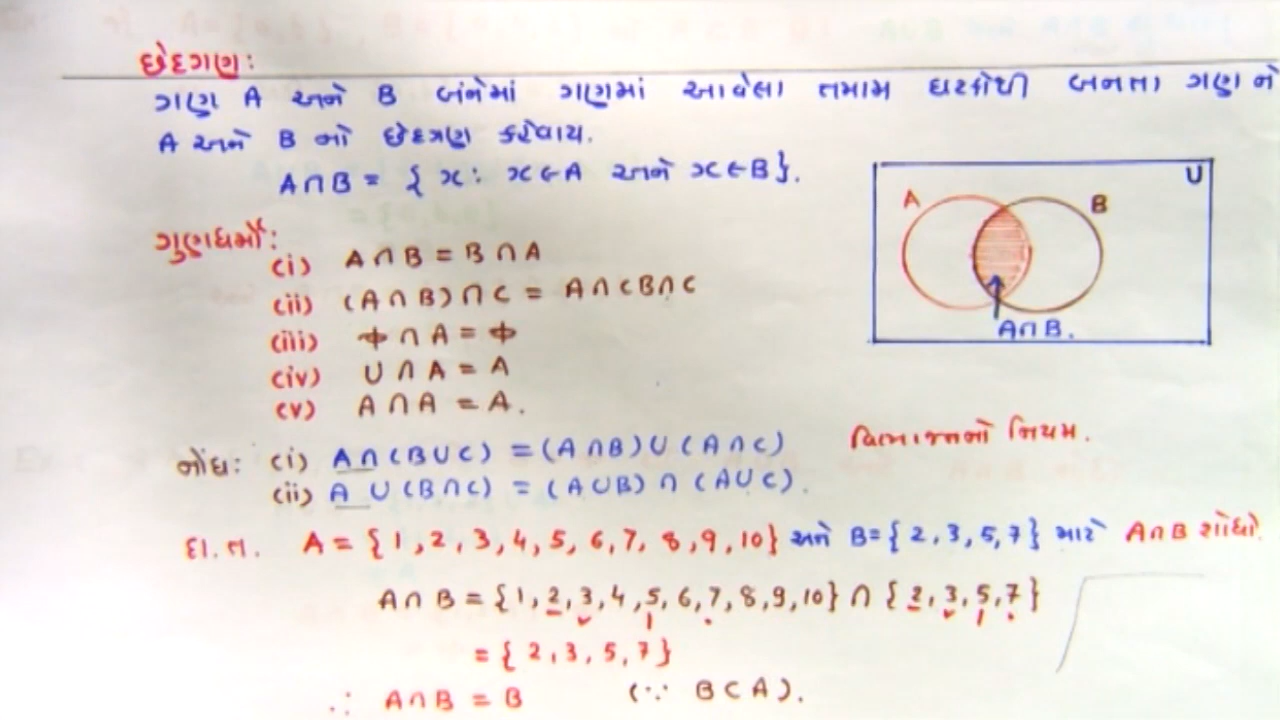 છેદગણ:
ગણ A અને B બંનેમાં ગણમાં આવેલા તમામ ઘટકોથી બનતા ગણ ને
A અને B નો છેદગણ કહેવાય.
A∩B = { x: x∈A અને x∈B}.
U
A
B
A∩B.
ગુણધર્મો:
(i) A∩B = B∩A
(ii) (A∩B)∩C = A∩(B∩C
(iii) ϕ ∩ A = ϕ
(iv) U ∩ A = A
(v) A∩A = A.
નોંધ: (i) A∩(B∪C) = (A∩B)∪(A∩C) વિભાજનનો નિયમ.
(ii) A∪(B∩C) = (A∪B)∩(A∪C).
દા.ત. A = {1,2,3,4,5,6,7,8,9,10} અને B={2,3,5,7} માટે A∩B શોધો.
A∩B = {1,2,3,4,5,6,7,8,9,10} ∩ {2,3,5,7}
= {2,3,5,7}
∴ A∩B = B (∵ B⊂A).